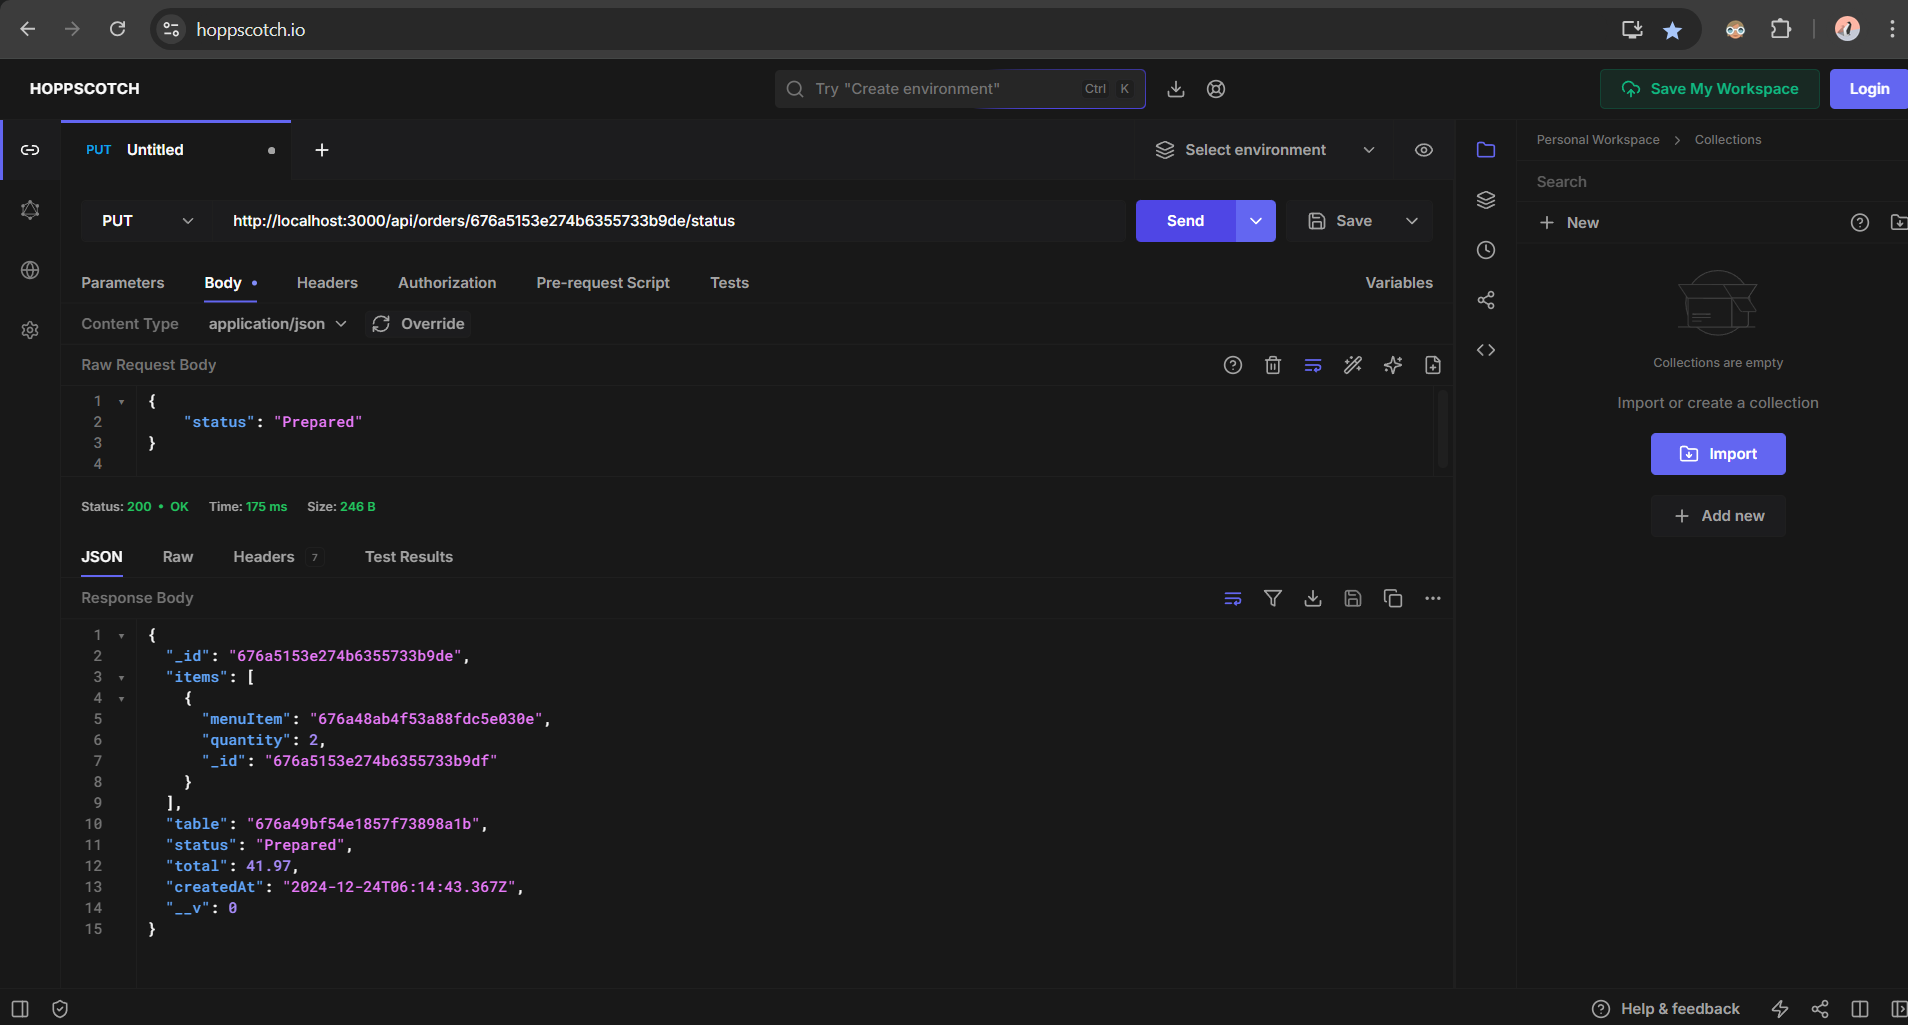 hoppscotch.io
HOPPSCOTCH
Try "Create environment"
Ctrl K
Save My Workspace
Login
PUT Untitled
Select environment
PUT
http://localhost:3000/api/orders/676a5153e274b6355733b9de/status
Send
Save
Parameters
Body
Headers
Authorization
Pre-request Script
Tests
Variables
Content Type
application/json
Override
Raw Request Body
1 {
2 "status": "Prepared"
3 }
4
Status: 200 • OK Time: 175 ms Size: 246 B
JSON
Raw
Headers 7
Test Results
Response Body
1 {
2 "_id": "676a5153e274b6355733b9de",
3 "items": [
4 {
5 "menuItem": "676a48ab4f53a88fdc5e030e",
6 "quantity": 2,
7 "_id": "676a5153e274b6355733b9df"
8 }
9 ],
10 "table": "676a49bf54e1857f73898a1b",
11 "status": "Prepared",
12 "total": 41.97,
13 "createdAt": "2024-12-24T06:14:43.367Z",
14 "__v": 0
15 }
Personal Workspace > Collections
Search
+ New
Collections are empty
Import or create a collection
Import
+ Add new
Help & feedback